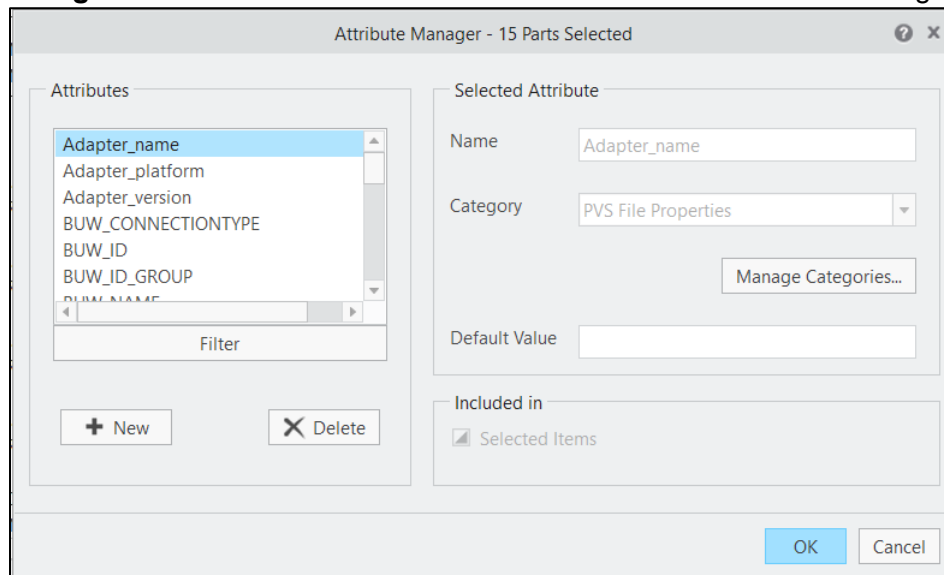 Attribute Manager - 15 Parts Selected
Attributes
Adapter_name
Adapter_platform
Adapter_version
BUW_CONNECTIONTYPE
BUW_ID
BUW_ID_GROUP
BUW_NAME
Filter
New
Delete
Selected Attribute
Name
Adapter_name
Category
PVS File Properties
Manage Categories...
Default Value
Included in
Selected Items
OK
Cancel